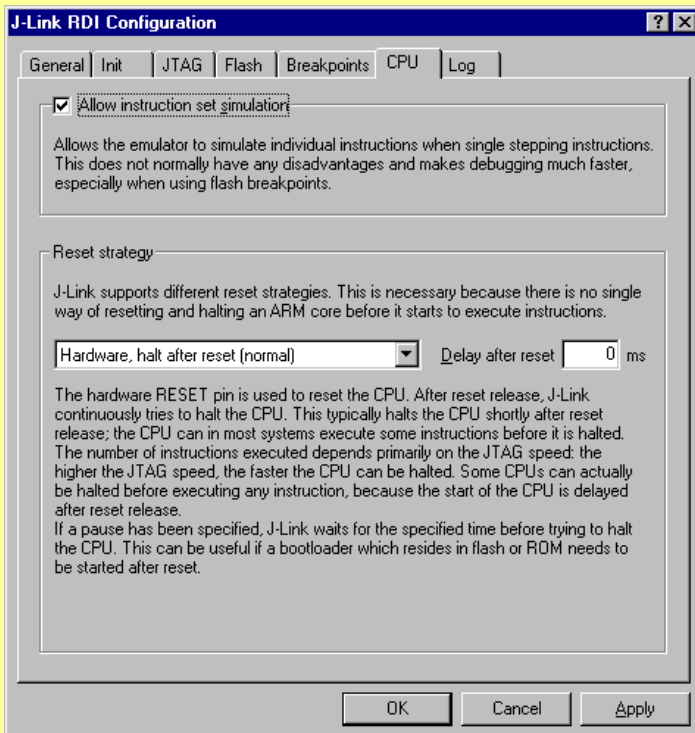 J-Link RDI Configuration
General Init JTAG Flash Breakpoints CPU Log
Allow instruction set simulation
Allows the emulator to simulate individual instructions when single stepping instructions.
This does not normally have any disadvantages and makes debugging much faster,
especially when using flash breakpoints.
Reset strategy
J-Link supports different reset strategies. This is necessary because there is no single
way of resetting and halting an ARM core before it starts to execute instructions.
Hardware, halt after reset (normal) Delay after reset 0 ms
The hardware RESET pin is used to reset the CPU. After reset release, J-Link
continuously tries to halt the CPU. This typically halts the CPU shortly after reset
release; the CPU can in most systems execute some instructions before it is halted.
The number of instructions executed depends primarily on the JTAG speed: the
higher the JTAG speed, the faster the CPU can be halted. Some CPUs can actually
be halted before executing any instruction, because the start of the CPU is delayed
after reset release.
If a pause has been specified, J-Link waits for the specified time before trying to halt
the CPU. This can be useful if a bootloader which resides in flash or ROM needs to
be started after reset.
OK Cancel Apply